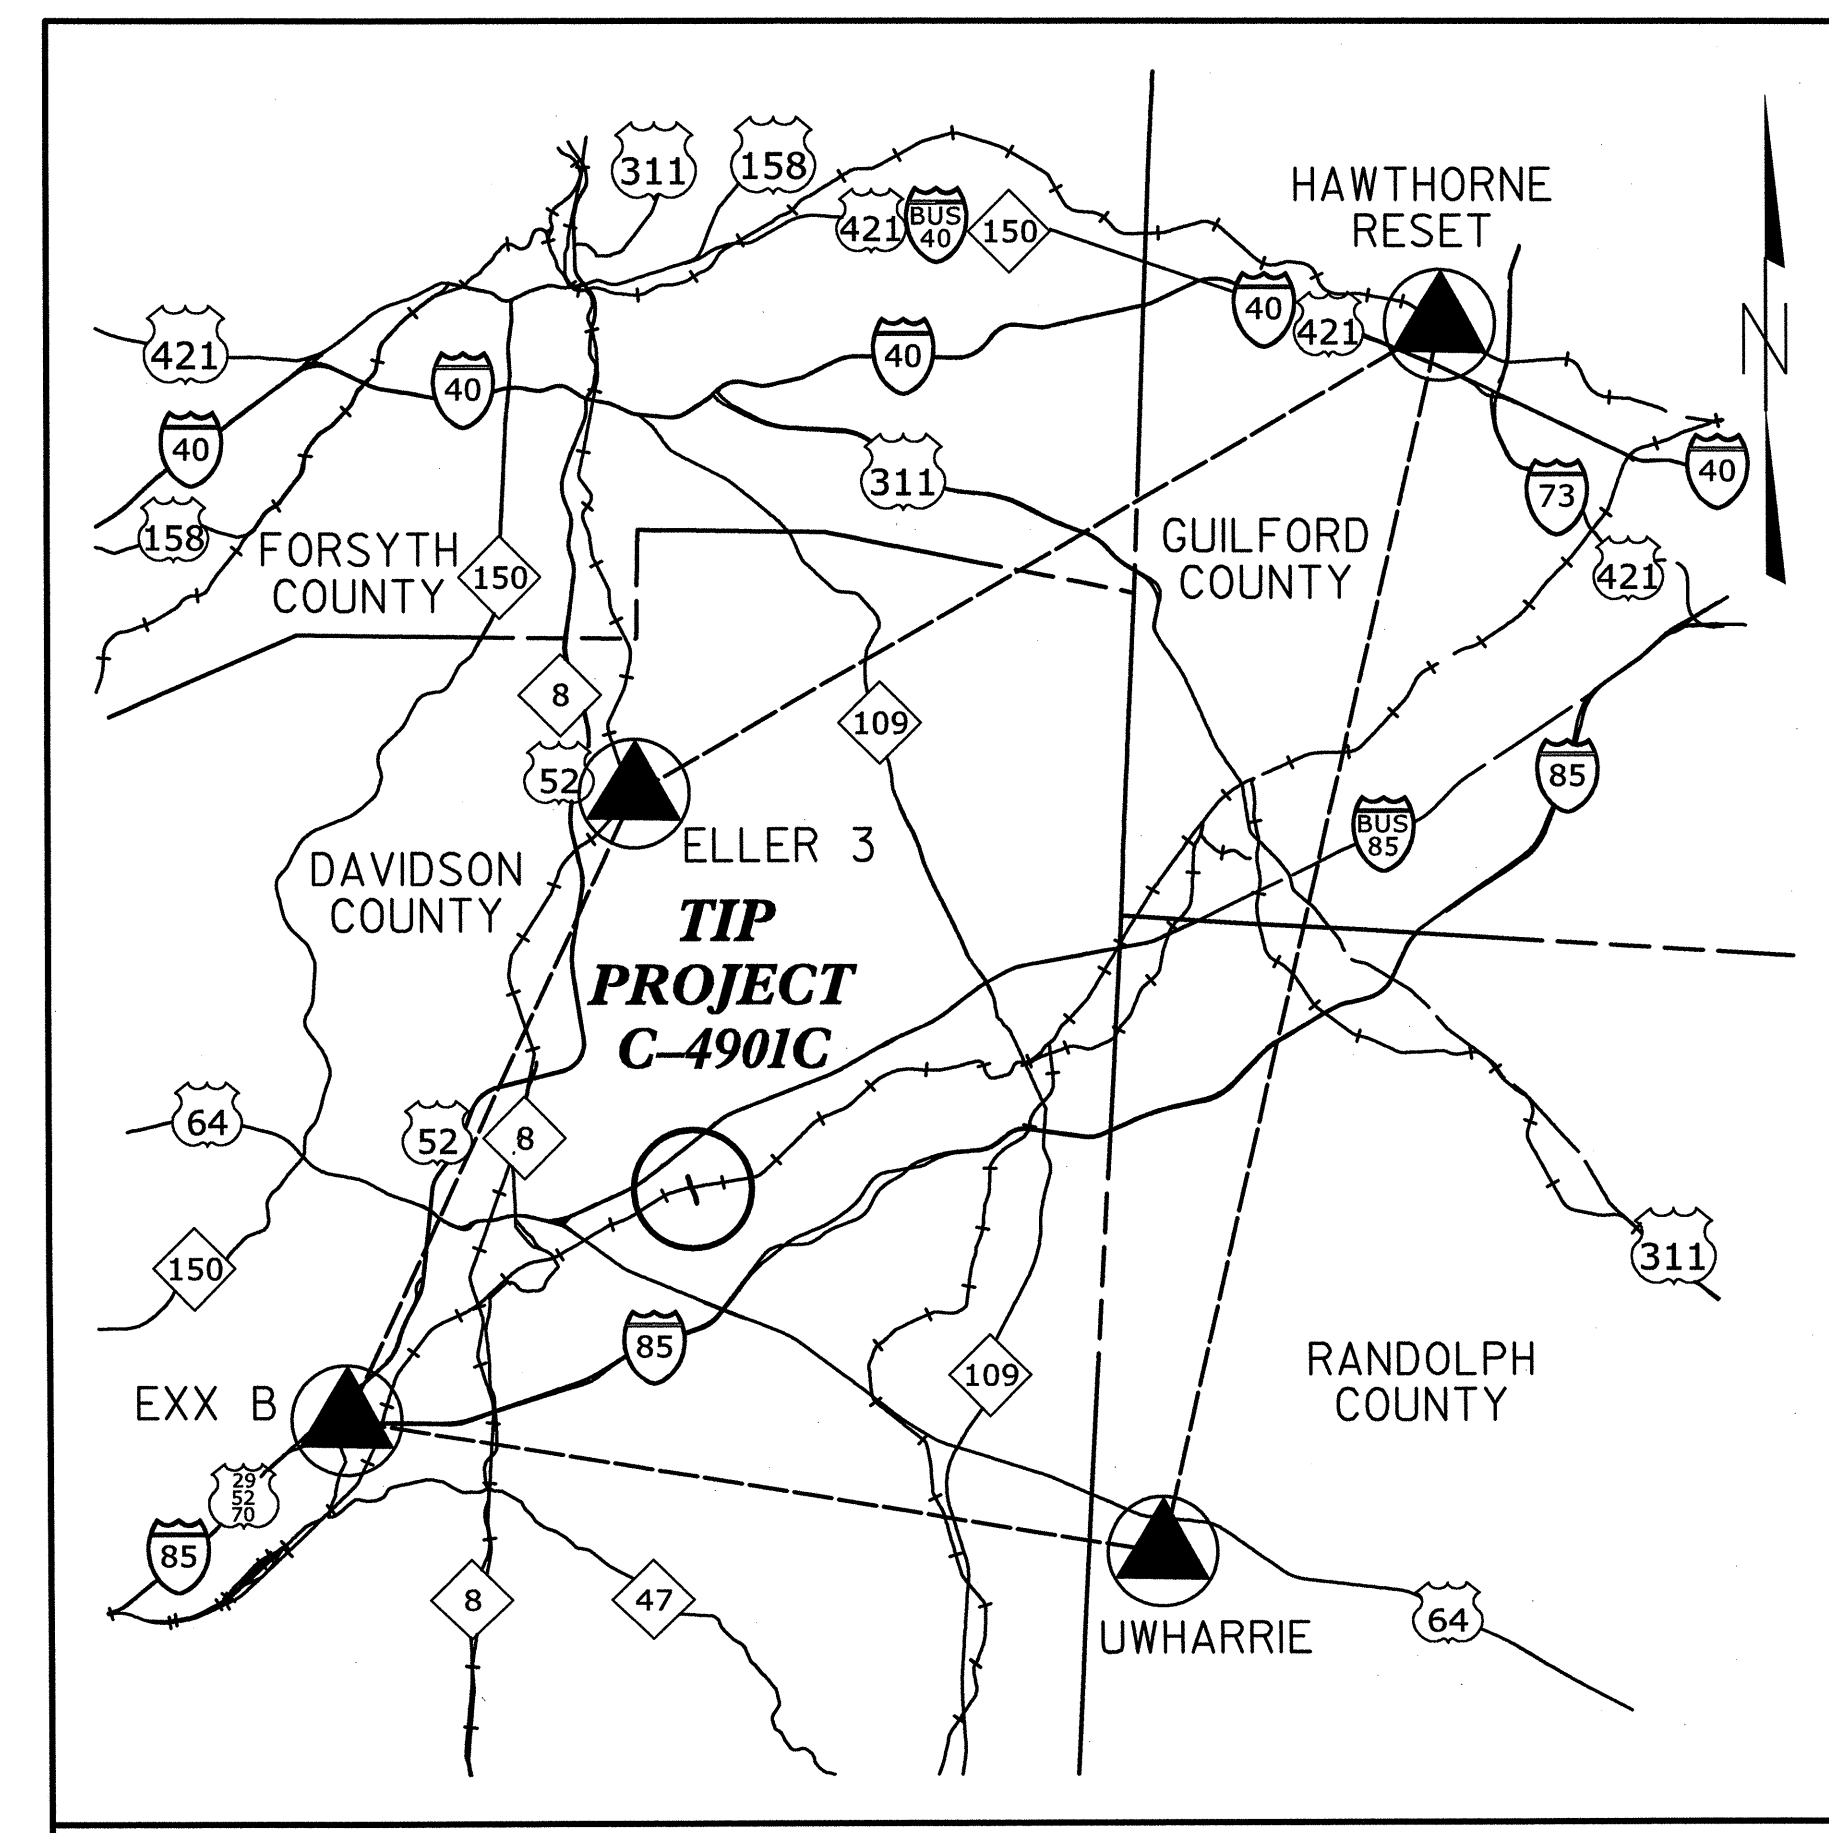 311
158
421
BUS
40
150
HAWTHORNE
RESET
40
421
421
40
40
N
40
311
40
73
158
FORSYTH
COUNTY
150
GUILFORD
COUNTY
421
8
109
52
85
BUS
85
ELLER 3
DAVIDSON
COUNTY
TIP
PROJECT
C-4901C
64
52
8
150
311
85
109
RANDOLPH
COUNTY
EXX B
29
52
70
85
8
47
64
UWHARRIE